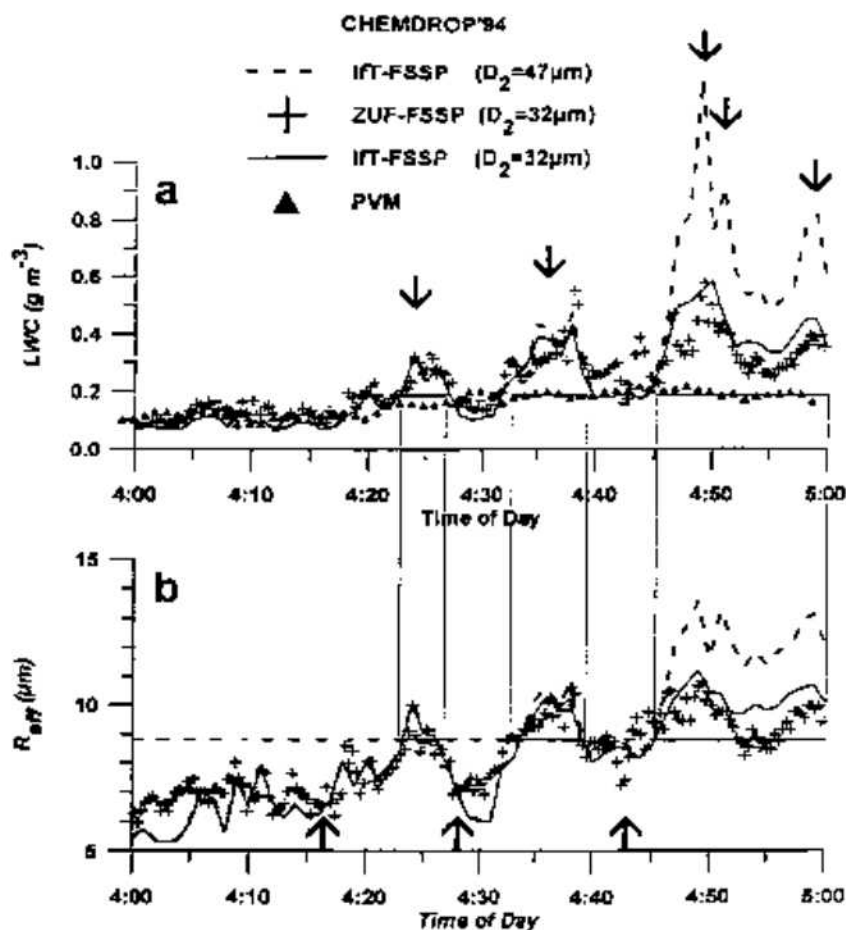 CHEMDROP'94
IfT-FSSP (D2=47µm)
ZUF-FSSP (D2=32µm)
IfT-FSSP (D2=32µm)
PVM
a
LWC (g m-3)
1.0
0.8
0.6
0.4
0.2
0.0
4:00 4:10 4:20 4:30 4:40 4:50 5:00
Time of Day
b
Reff (µm)
15
10
5
4:00 4:10 4:20 4:30 4:40 4:50 5:00
Time of Day